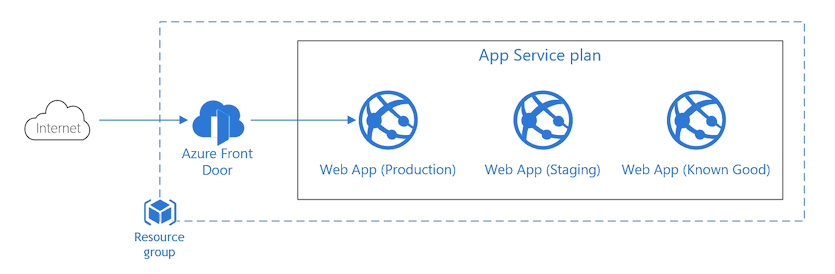 App Service plan
Internet
Azure Front
Door
Web App (Production)
Web App (Staging)
Web App (Known Good)
Resource
group